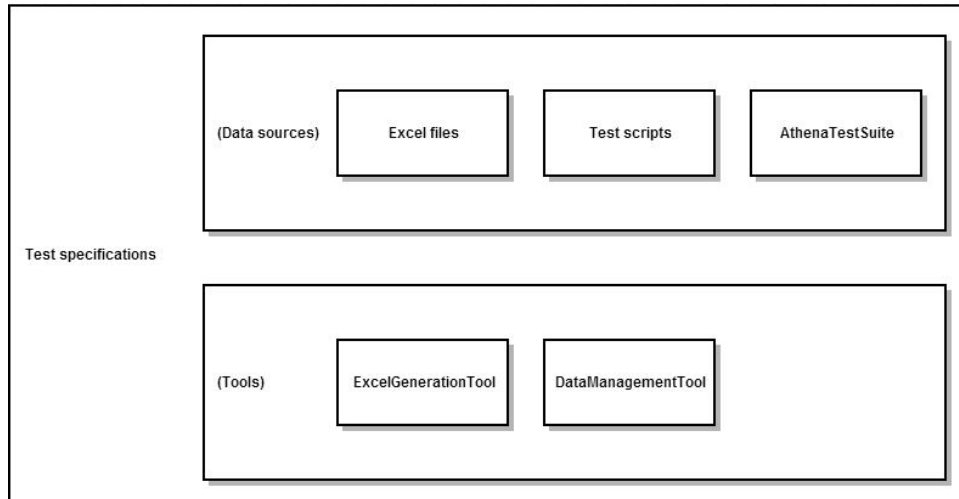 (Data sources) Excel files Test scripts AthenaTestSuite
Test specifications
(Tools) ExcelGenerationTool DataManagementTool